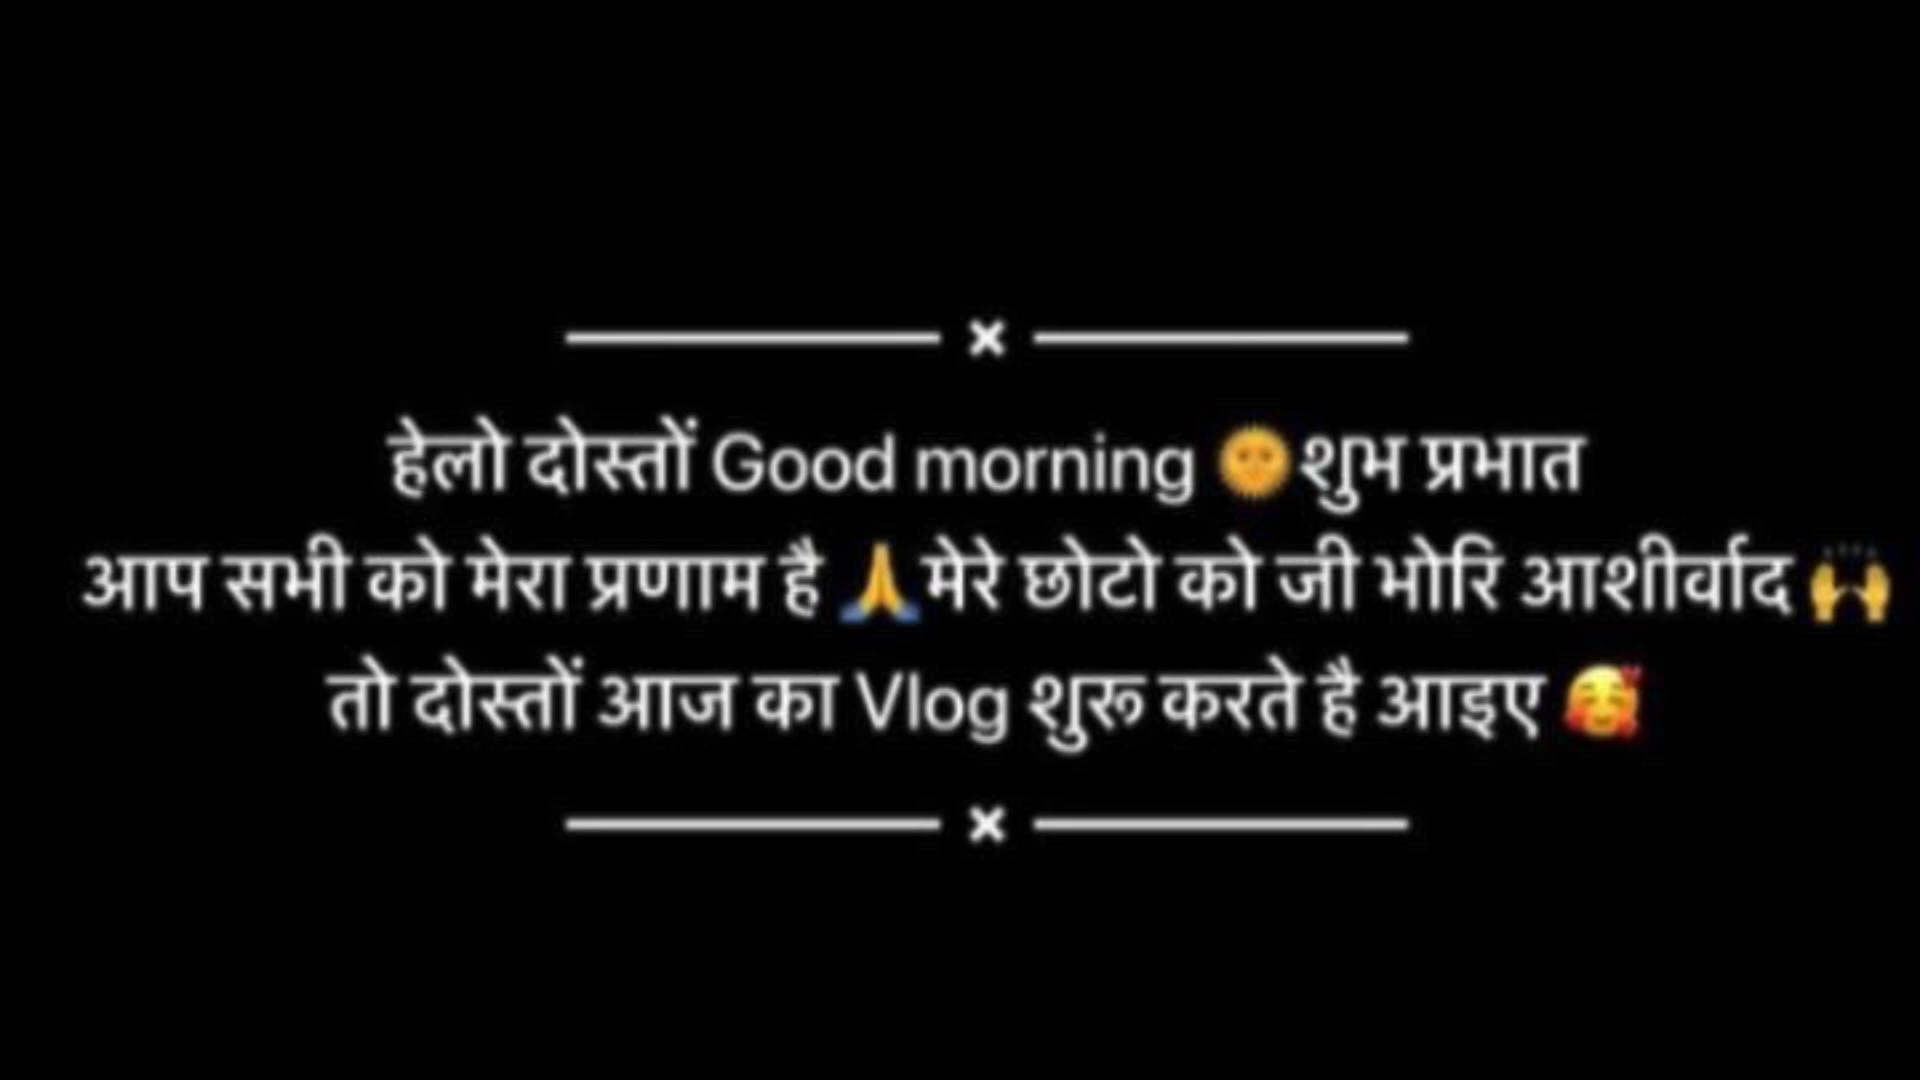 हेलो दोस्तों Good morning 🌞शुभ प्रभात
आप सभी को मेरा प्रणाम है 🙏मेरे छोटो को जी भोरि आशीर्वाद 🙌
तो दोस्तों आज का Vlog शुरू करते है आइए 🥰